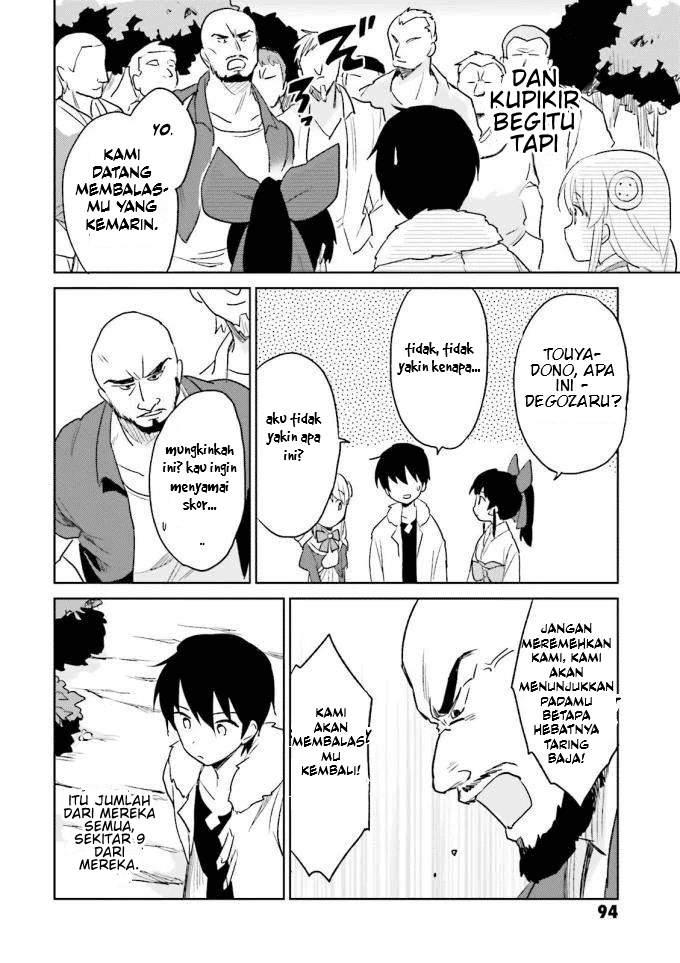 DAN
KUPIKIR
BEGITU
TAPI
YO.
KAMI
DATANG
MEMBALAS-
MU YANG
KEMARIN.
TOUYA-
DONO, APA
INI -
DEGOZARU?
tidak, tidak
yakin kenapa...
aku tidak
yakin apa
ini?
mungkinkah
ini? kau ingin
menyamai
skor...
..
JANGAN
MEREMEHKAN
KAMI, KAMI
AKAN
MENUNJUKKAN
PADAMU
BETAPA
HEBATNYA
TARING
BAJA!
KAMI
AKAN
MEMBALAS-
MU
KEMBALI!
ITU JUMLAH
DARI MEREKA
SEMUA,
SEKITAR 9
DARI
MEREKA.
94